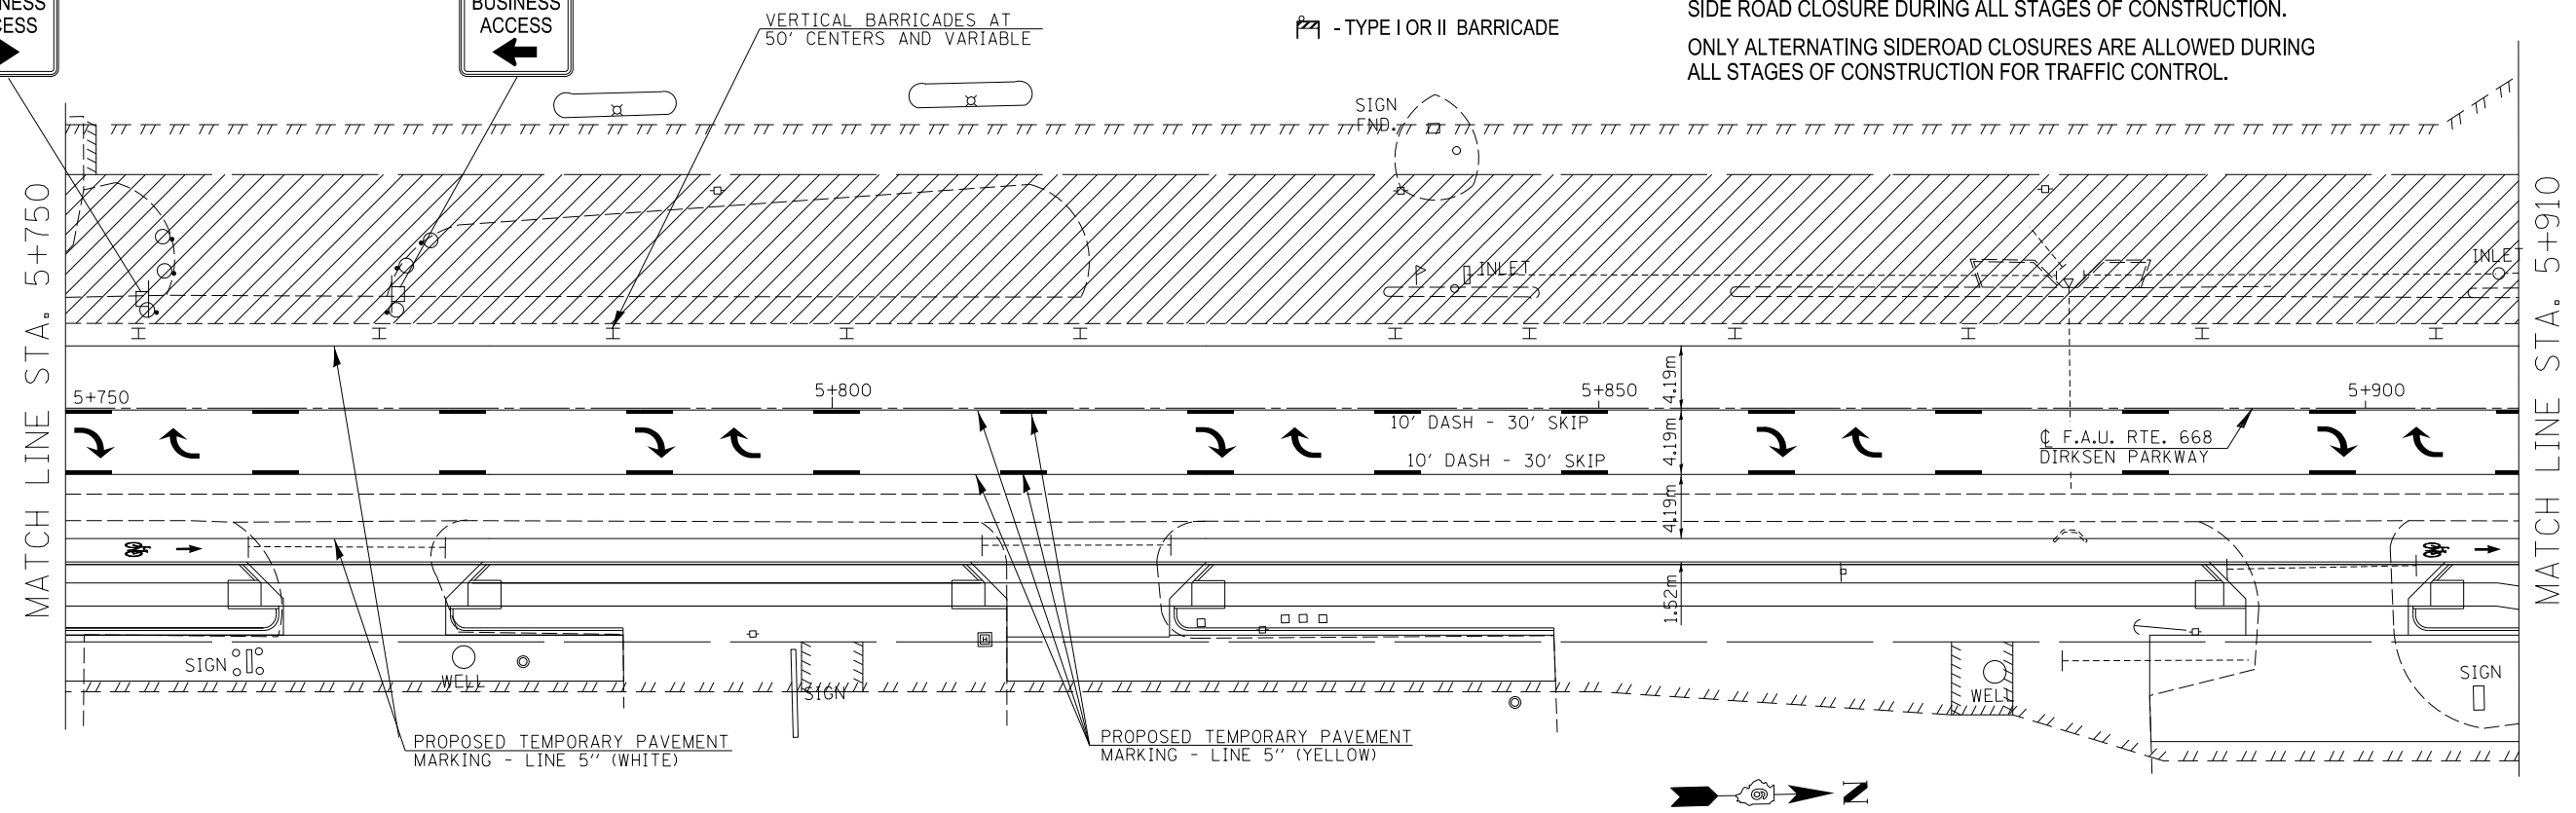 NESS
CESS
BUSINESS
ACCESS
VERTICAL BARRICADES AT
50' CENTERS AND VARIABLE
- TYPE I OR II BARRICADE
SIDE ROAD CLOSURE DURING ALL STAGES OF CONSTRUCTION.
ONLY ALTERNATING SIDEROAD CLOSURES ARE ALLOWED DURING
ALL STAGES OF CONSTRUCTION FOR TRAFFIC CONTROL.
SIGN
FND.
MATCH LINE STA. 5+750
INLET
INLET
MATCH LINE STA. 5+910
5+750
5+800
5+850
5+900
4.19m
4.19m
4.19m
1.52m
10' DASH - 30' SKIP
10' DASH - 30' SKIP
℄ F.A.U. RTE. 668
DIRKSEN PARKWAY
SIGN
WELL
SIGN
WELL
SIGN
H
PROPOSED TEMPORARY PAVEMENT
MARKING - LINE 5" (WHITE)
PROPOSED TEMPORARY PAVEMENT
MARKING - LINE 5" (YELLOW)
N